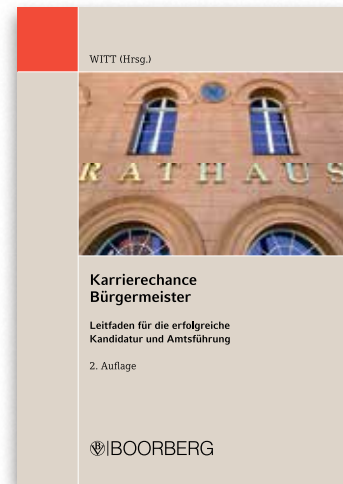 WITT (Hrsg.)
RATHAUS
Karrierechance
Bürgermeister
Leitfaden für die erfolgreiche
Kandidatur und Amtsführung
2. Auflage
BOORBERG